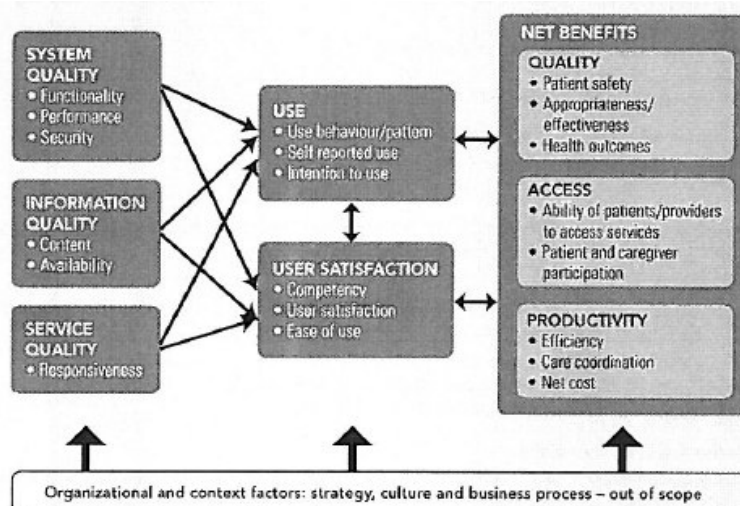 SYSTEM
QUALITY
• Functionality
• Performance
• Security
INFORMATION
QUALITY
• Content
• Availability
SERVICE
QUALITY
• Responsiveness
USE
• Use behaviour/pattern
• Self reported use
• Intention to use
USER SATISFACTION
• Competency
• User satisfaction
• Ease of use
NET BENEFITS
QUALITY
• Patient safety
• Appropriateness/
effectiveness
• Health outcomes
ACCESS
• Ability of patients/providers
to access services
• Patient and caregiver
participation
PRODUCTIVITY
• Efficiency
• Care coordination
• Net cost
Organizational and context factors: strategy, culture and business process – out of scope